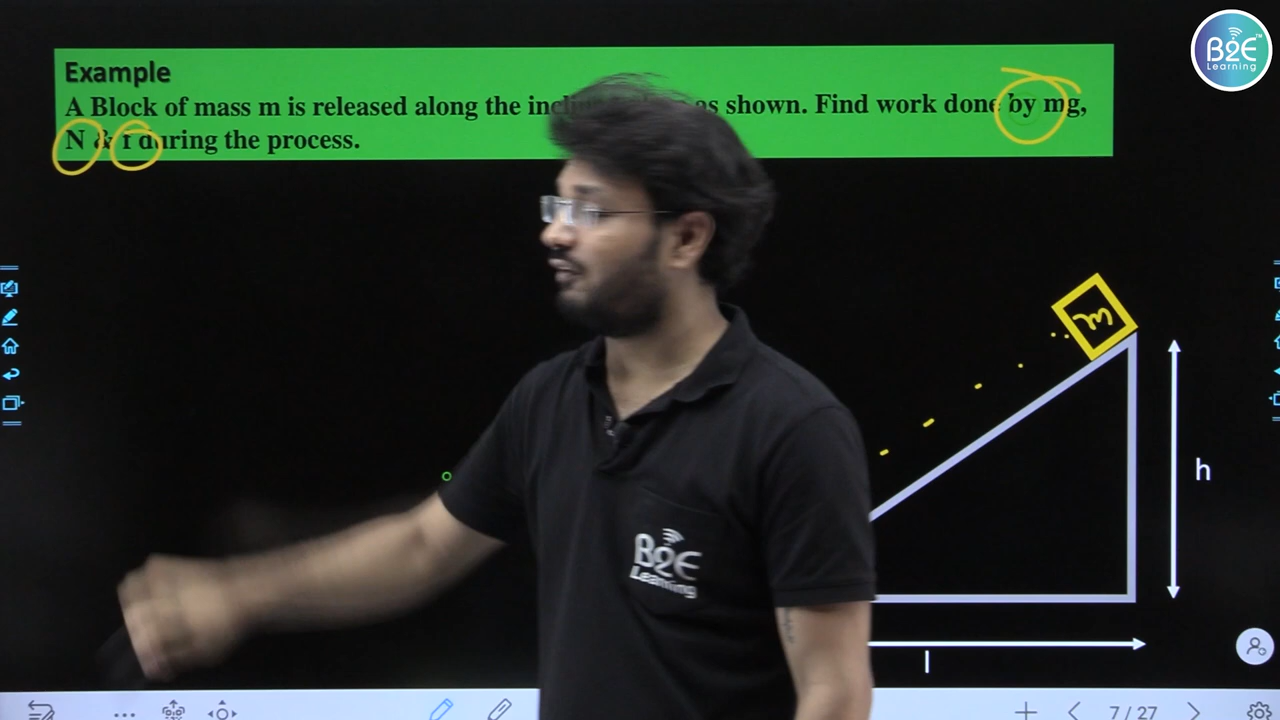 B2E
Learning
Example
A Block of mass m is released along the as shown. Find work done by mg,
N & f during the process.
m
h
B2E
Learning
l
7 / 27